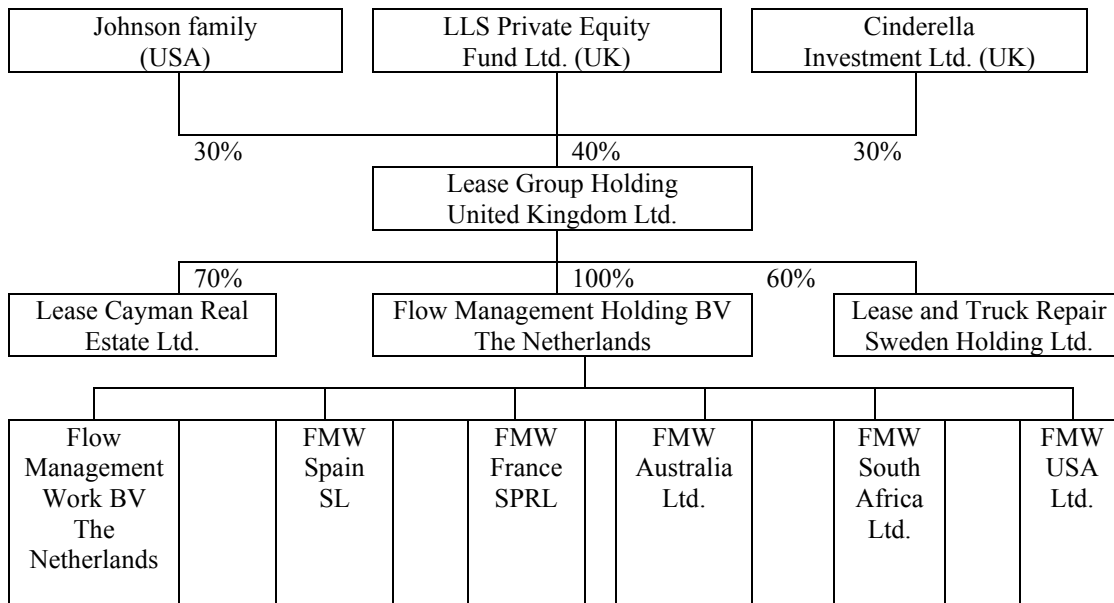 Johnson family
(USA)
LLS Private Equity
Fund Ltd. (UK)
Cinderella
Investment Ltd. (UK)
30%
40%
30%
Lease Group Holding
United Kingdom Ltd.
70%
100%
60%
Lease Cayman Real
Estate Ltd.
Flow Management Holding BV
The Netherlands
Lease and Truck Repair
Sweden Holding Ltd.
Flow
Management
Work BV
The
Netherlands
FMW
Spain
SL
FMW
France
SPRL
FMW
Australia
Ltd.
FMW
South
Africa
Ltd.
FMW
USA
Ltd.